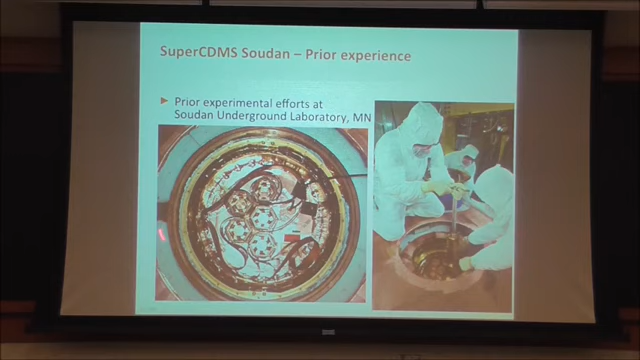 SuperCDMS Soudan – Prior experience
Prior experimental efforts at
Soudan Underground Laboratory, MN